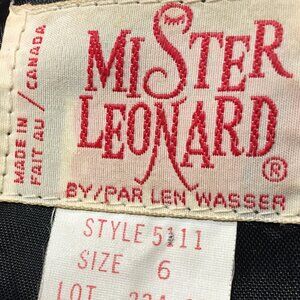 MISTER
LEONARD
®
BY/PAR LEN WASSER
MADE IN / CANADA
FAIT AU
STYLE 5111
SIZE 6
LOT